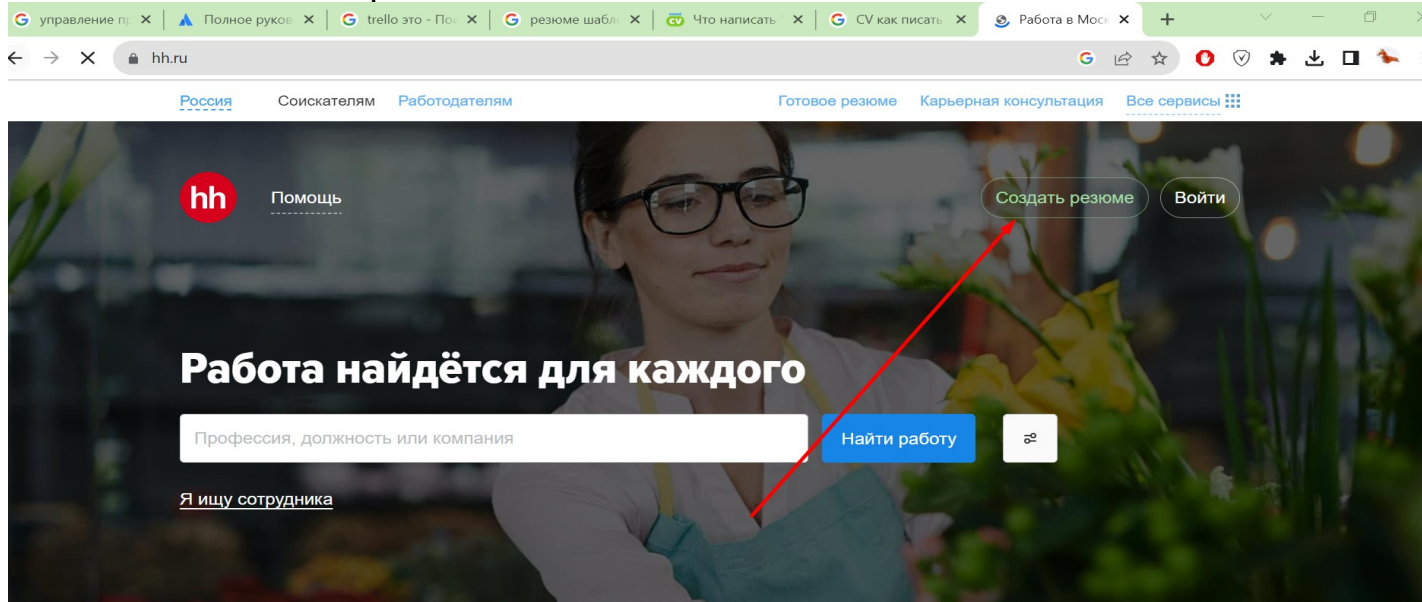 управление п
Полное руков
trello это - По
резюме шабл
Что написать
CV как писать
Работа в Моск
hh.ru
Россия Соискателям Работодателям Готовое резюме Карьерная консультация Все сервисы
hh Помощь Создать резюме Войти
Работа найдётся для каждого
Профессия, должность или компания Найти работу
Я ищу сотрудника